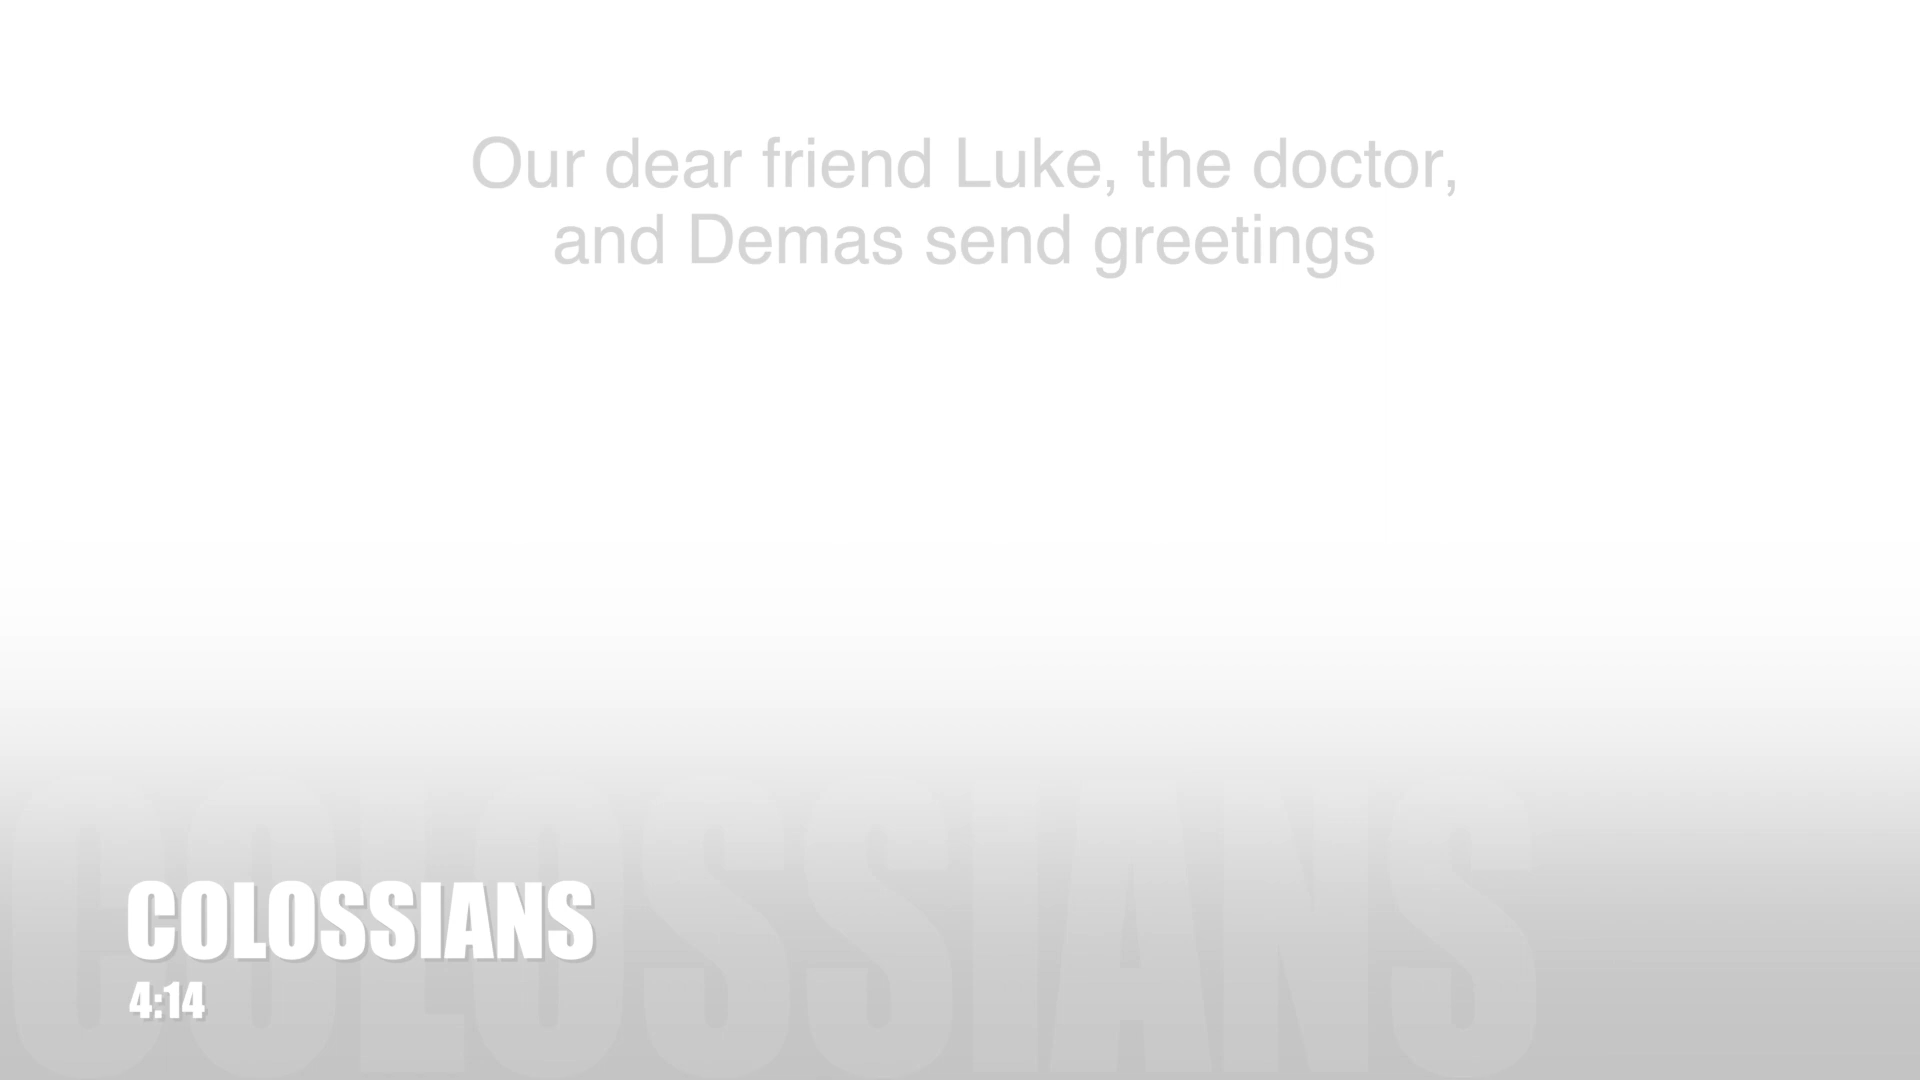 Our dear friend Luke, the doctor,
and Demas send greetings
COLOSSIANS
COLOSSIANS
4:14